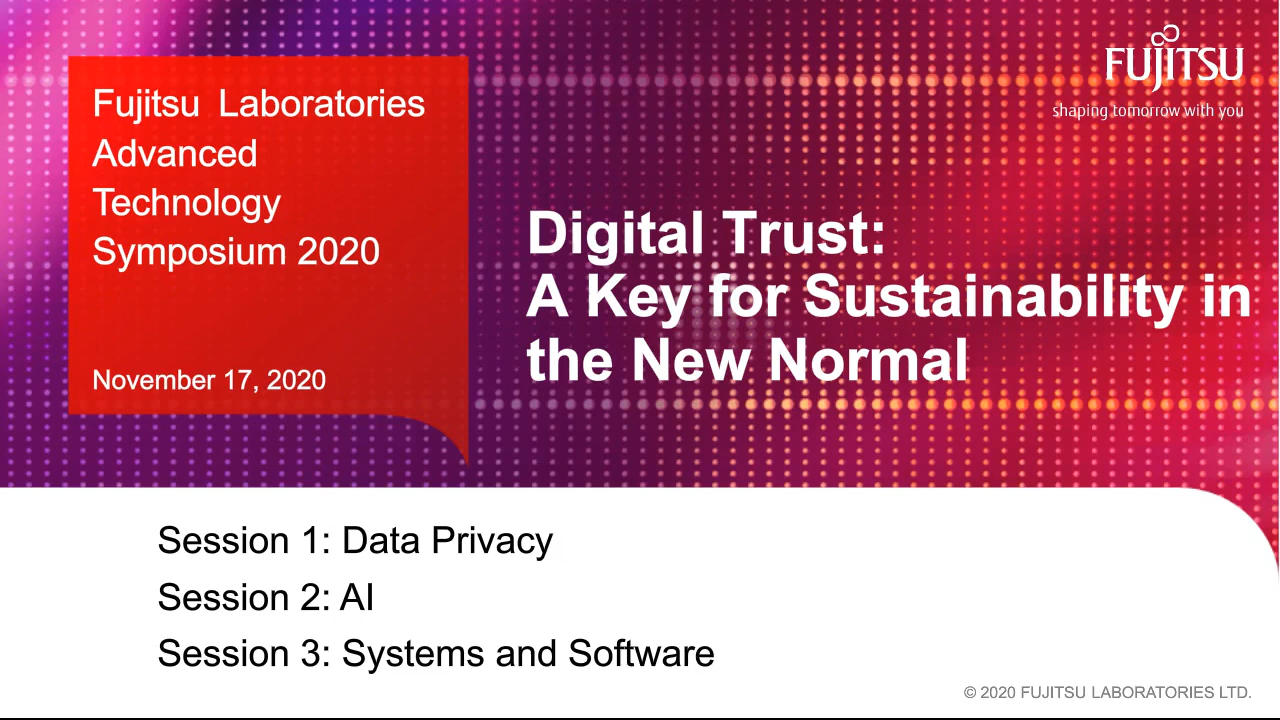 Fujitsu Laboratories
Advanced
Technology
Symposium 2020
November 17, 2020
FUJITSU
shaping tomorrow with you
Digital Trust:
A Key for Sustainability in
the New Normal
Session 1: Data Privacy
Session 2: AI
Session 3: Systems and Software
© 2020 FUJITSU LABORATORIES LTD.